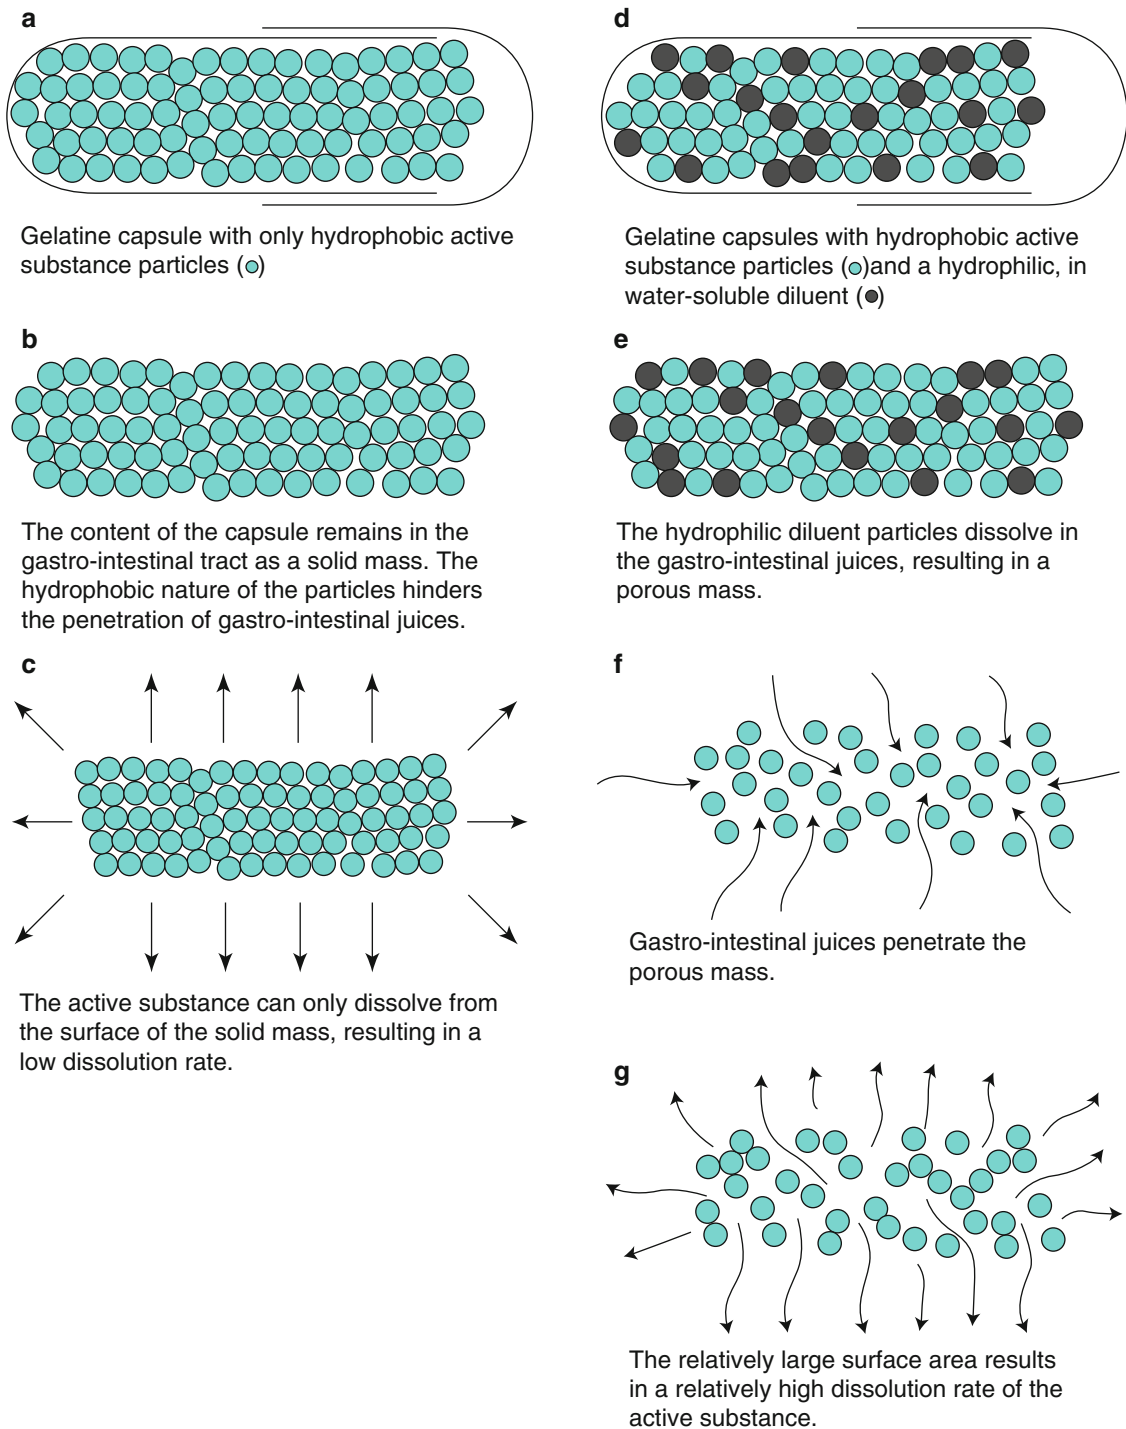 a
Gelatine capsule with only hydrophobic active
substance particles ( )
b
The content of the capsule remains in the
gastro-intestinal tract as a solid mass. The
hydrophobic nature of the particles hinders
the penetration of gastro-intestinal juices.
c
The active substance can only dissolve from
the surface of the solid mass, resulting in a
low dissolution rate.
d
Gelatine capsules with hydrophobic active
substance particles ( )and a hydrophilic, in
water-soluble diluent ( )
e
The hydrophilic diluent particles dissolve in
the gastro-intestinal juices, resulting in a
porous mass.
f
Gastro-intestinal juices penetrate the
porous mass.
g
The relatively large surface area results
in a relatively high dissolution rate of the
active substance.